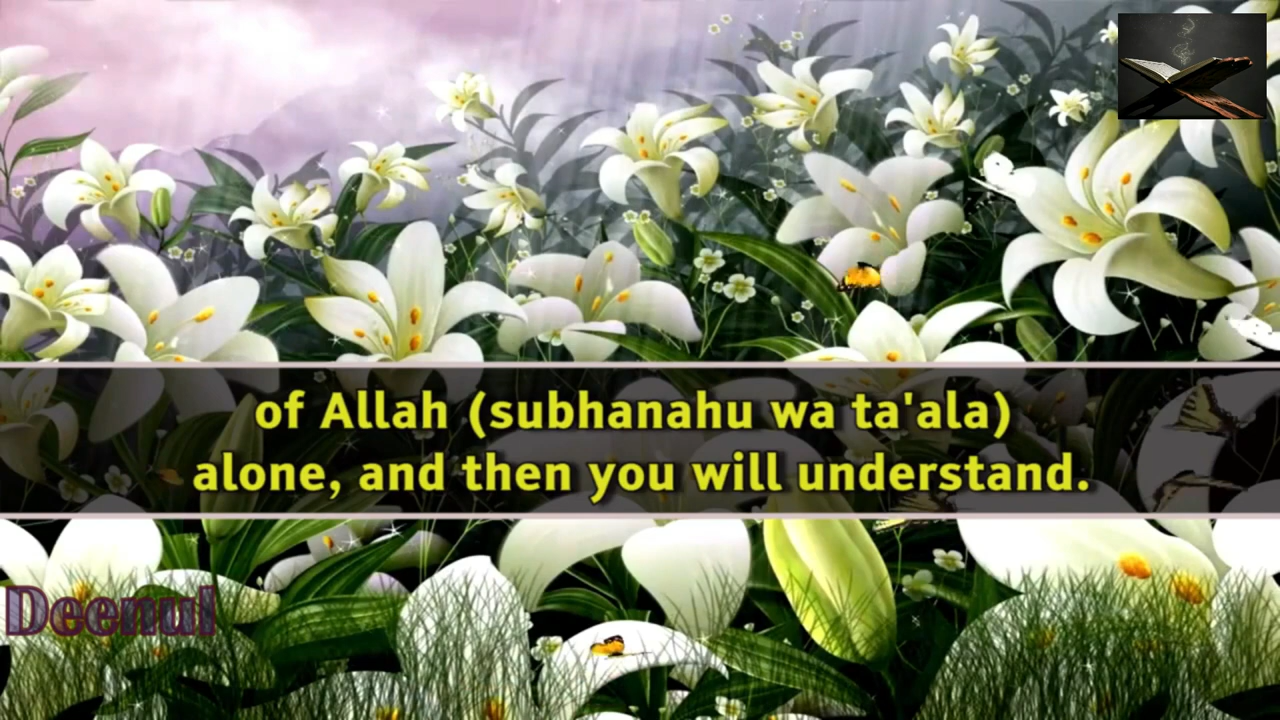 of Allah (subhanahu wa ta'ala)
alone, and then you will understand.
Deenul